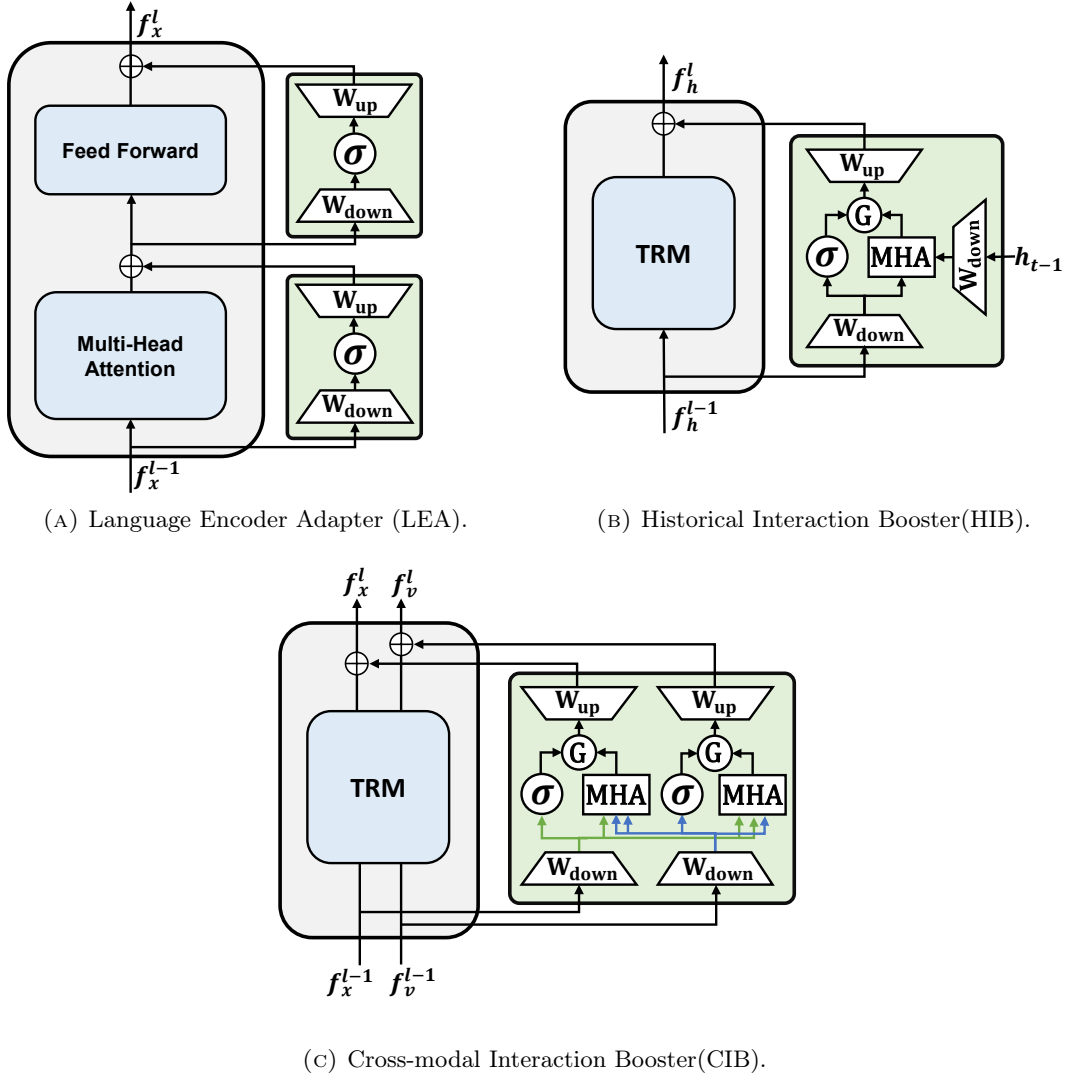 f_x^l
W_up
Feed Forward
σ
W_down
W_up
Multi-Head
Attention
σ
W_down
f_x^{l-1}
(A) Language Encoder Adapter (LEA).
f_h^l
W_up
G
TRM
σ
MHA
W_down
h_{t-1}
W_down
f_h^{l-1}
(B) Historical Interaction Booster(HIB).
f_x^l f_v^l
W_up W_up
G G
TRM
σ MHA σ MHA
W_down W_down
f_x^{l-1} f_v^{l-1}
(C) Cross-modal Interaction Booster(CIB).